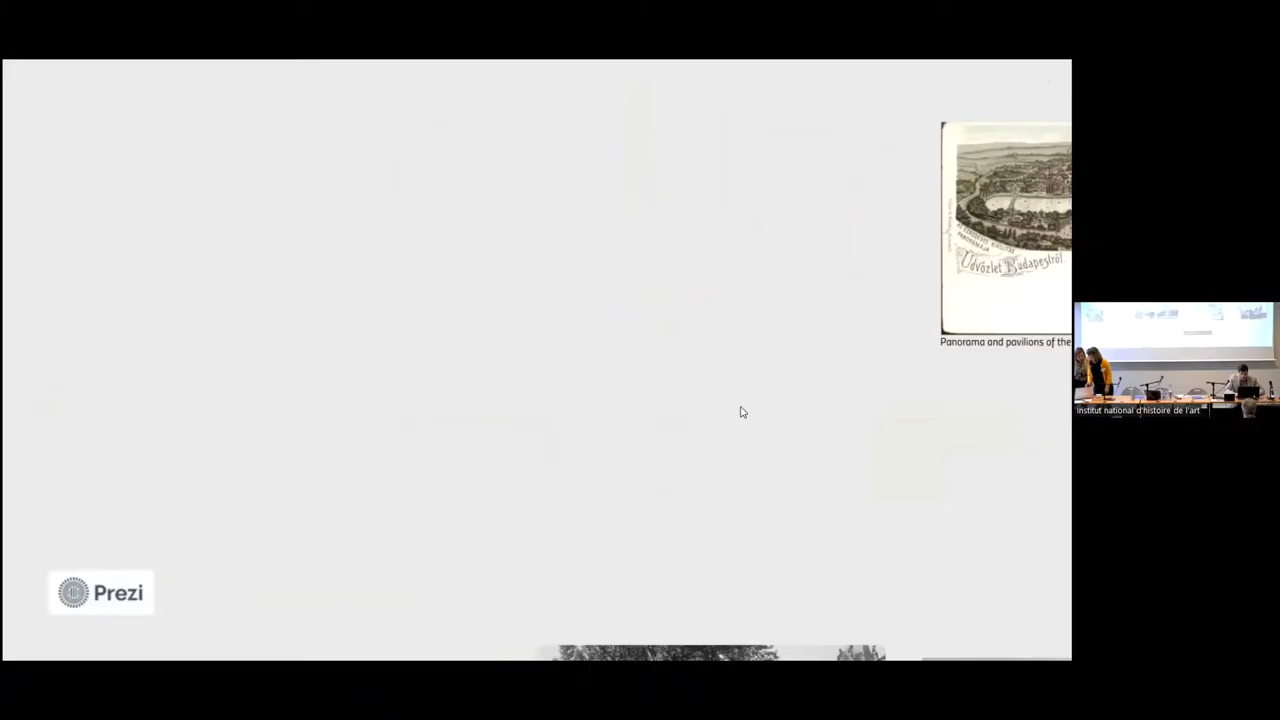 Üdvözlet Budapestről
Panorama and pavilions of the
Prezi
Institut national d'histoire de l'art